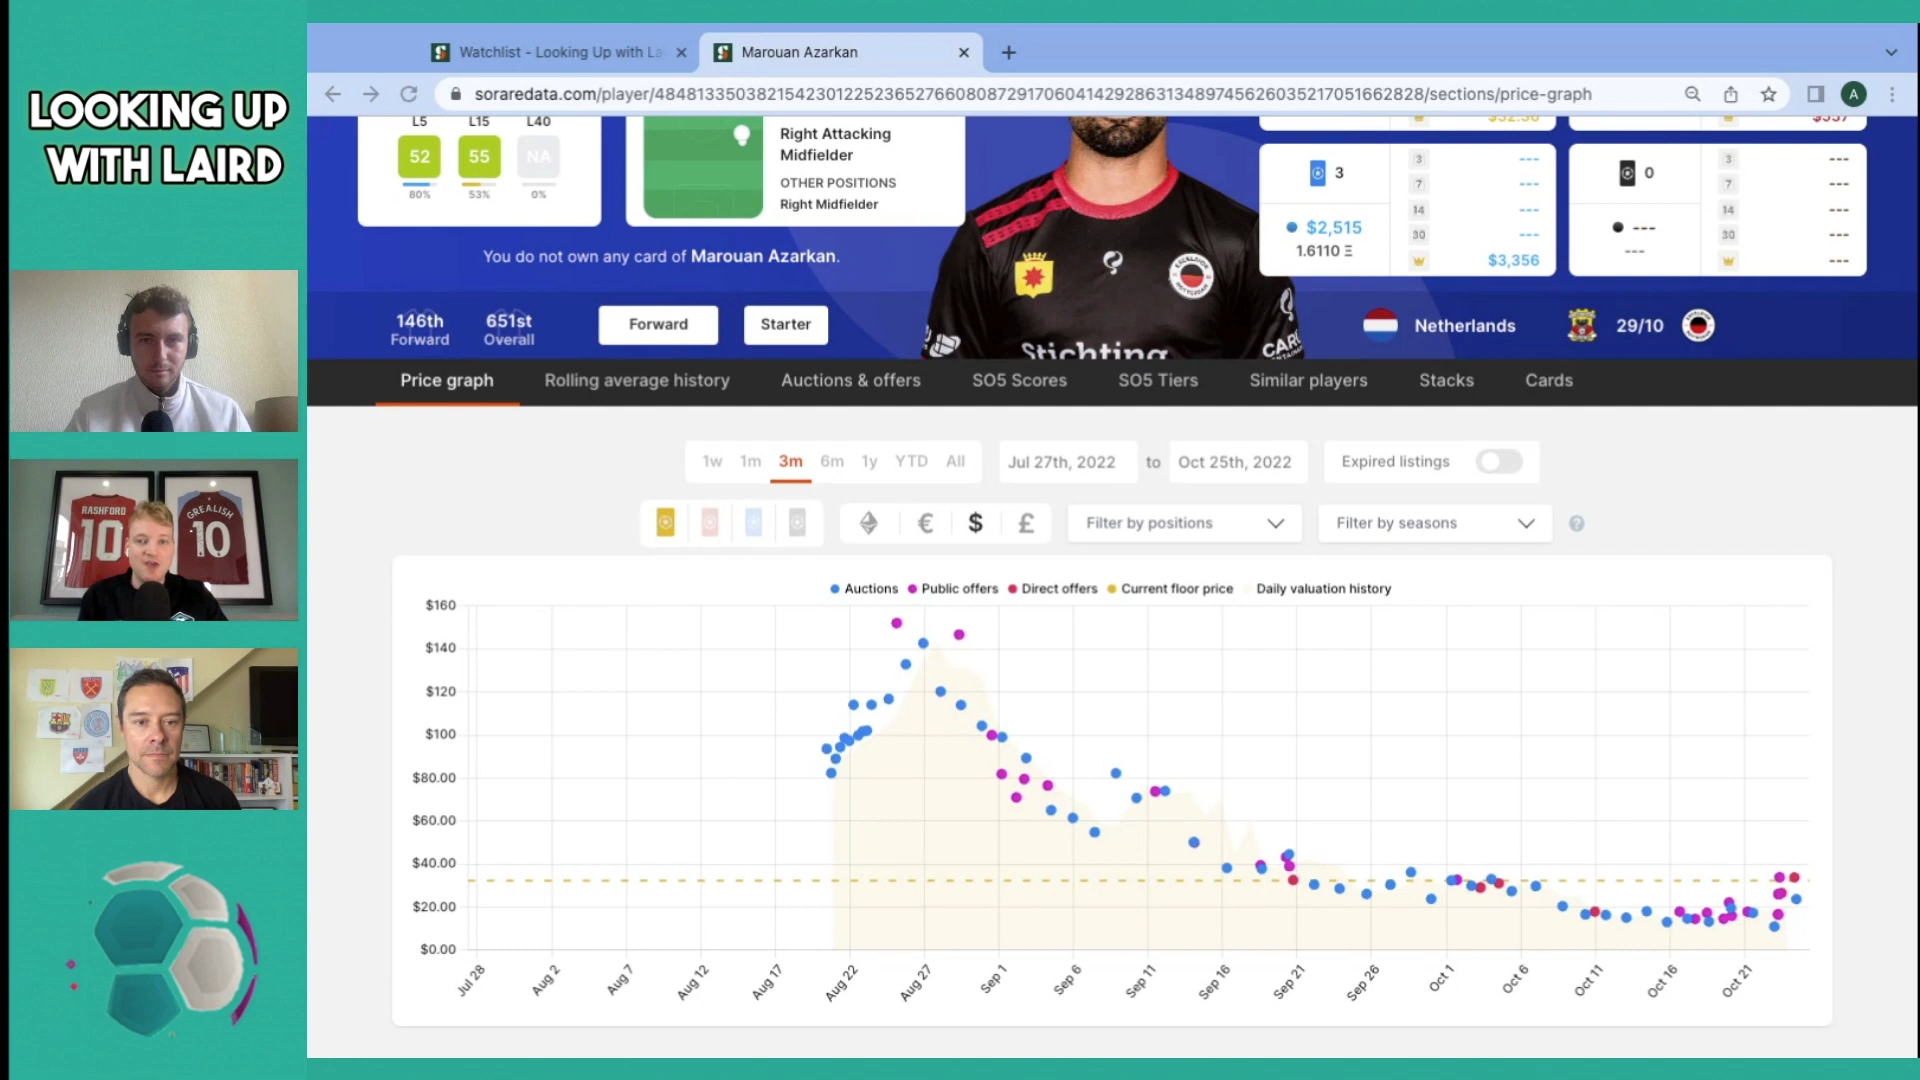 LOOKING UP
WITH LAIRD
RASHFORD
10
GREALISH
10
Watchlist - Looking Up with La
Marouan Azarkan
soraredata.com/player/48481335038215423012252365276608087291706041429286313489745626035217051662828/sections/price-graph
A
L5 L15 L40
52 55 NA
80% 53% 0%
Right Attacking
Midfielder
OTHER POSITIONS
Right Midfielder
You do not own any card of Marouan Azarkan.
146th
Forward
651st
Overall
Forward
Starter
Stichting
$32.36
$537
3
$2,515
1.6110 Ξ
3 ---
7 ---
14 ---
30 ---
$3,356
0
---
---
3 ---
7 ---
14 ---
30 ---
---
Netherlands
29/10
Price graph
Rolling average history
Auctions & offers
SO5 Scores
SO5 Tiers
Similar players
Stacks
Cards
1w 1m 3m 6m 1y YTD All
Jul 27th, 2022 to Oct 25th, 2022
Expired listings
€ $ £
Filter by positions
Filter by seasons
?
Auctions Public offers Direct offers Current floor price Daily valuation history
$160
$140
$120
$100
$80.00
$60.00
$40.00
$20.00
$0.00
Jul 28 Aug 2 Aug 7 Aug 12 Aug 17 Aug 22 Aug 27 Sep 1 Sep 6 Sep 11 Sep 16 Sep 21 Sep 26 Oct 1 Oct 6 Oct 11 Oct 16 Oct 21